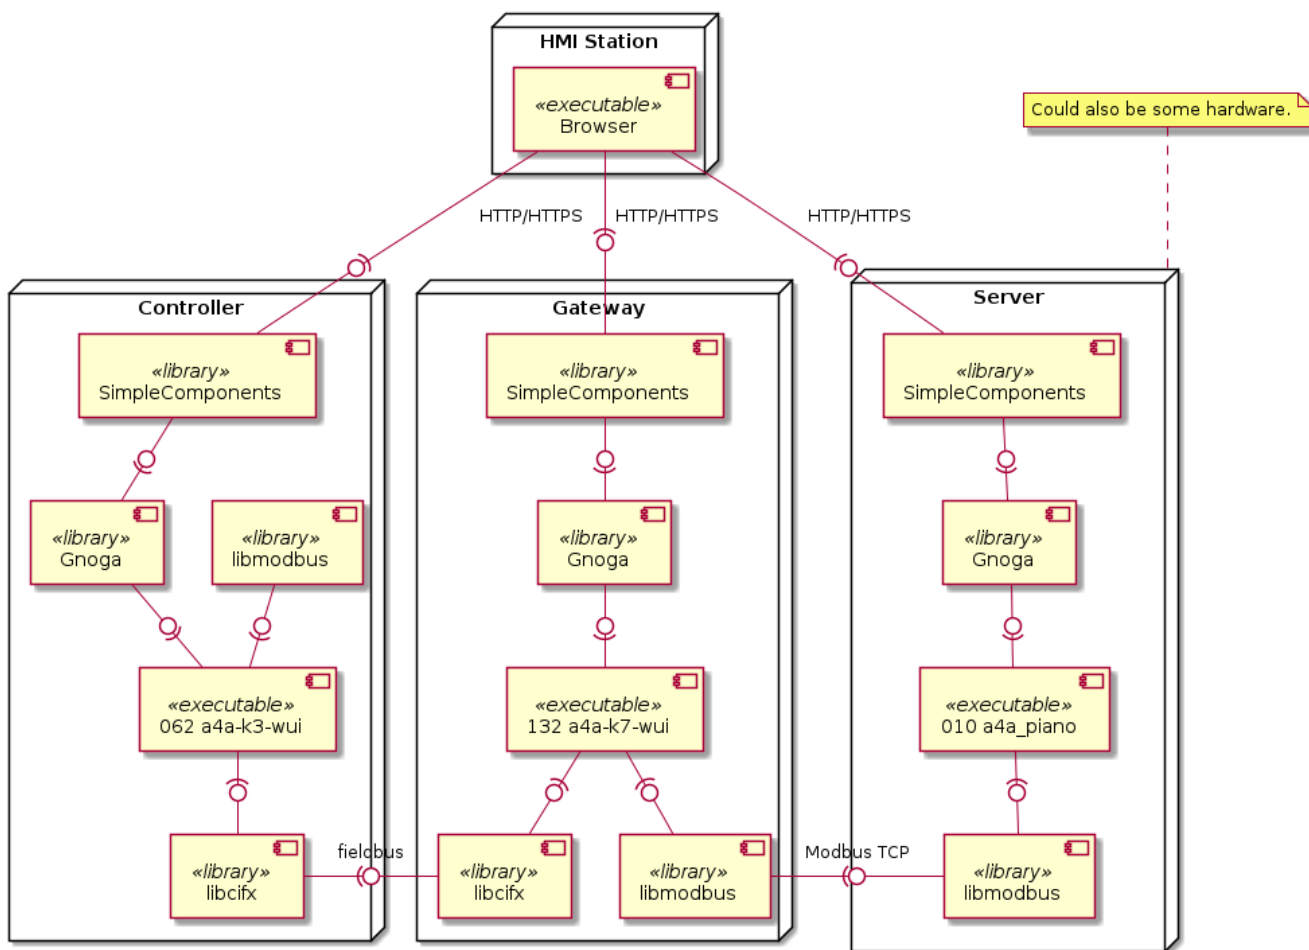 HMI Station
«executable»
Browser
Could also be some hardware.
HTTP/HTTPS
HTTP/HTTPS
HTTP/HTTPS
Controller
«library»
SimpleComponents
«library»
Gnoga
«library»
libmodbus
«executable»
062 a4a-k3-wui
«library»
libcifx
fieldbus
Gateway
«library»
SimpleComponents
«library»
Gnoga
«executable»
132 a4a-k7-wui
«library»
libcifx
«library»
libmodbus
Modbus TCP
Server
«library»
SimpleComponents
«library»
Gnoga
«executable»
010 a4a_piano
«library»
libmodbus